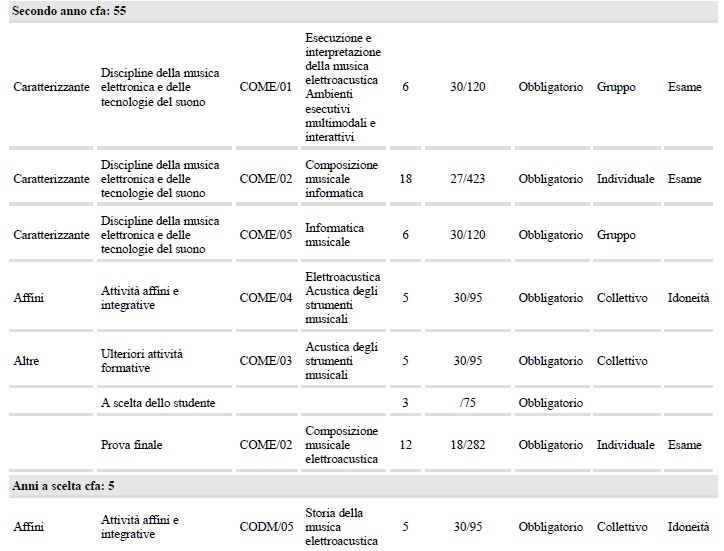 Secondo anno cfa: 55
Caratterizzante Discipline della musica elettronica e delle tecnologie del suono COME/01 Esecuzione e interpretazione della musica elettroacustica Ambienti esecutivi multimodali e interattivi 6 30/120 Obbligatorio Gruppo Esame
Caratterizzante Discipline della musica elettronica e delle tecnologie del suono COME/02 Composizione musicale informatica 18 27/423 Obbligatorio Individuale Esame
Caratterizzante Discipline della musica elettronica e delle tecnologie del suono COME/05 Informatica musicale 6 30/120 Obbligatorio Gruppo
Affini Attività affini e integrative COME/04 Elettroacustica Acustica degli strumenti musicali 5 30/95 Obbligatorio Collettivo Idoneità
Altre Ulteriori attività formative COME/03 Acustica degli strumenti musicali 5 30/95 Obbligatorio Collettivo
A scelta dello studente 3 /75 Obbligatorio
Prova finale COME/02 Composizione musicale elettroacustica 12 18/282 Obbligatorio Individuale Esame
Anni a scelta cfa: 5
Affini Attività affini e integrative CODM/05 Storia della musica elettroacustica 5 30/95 Obbligatorio Collettivo Idoneità